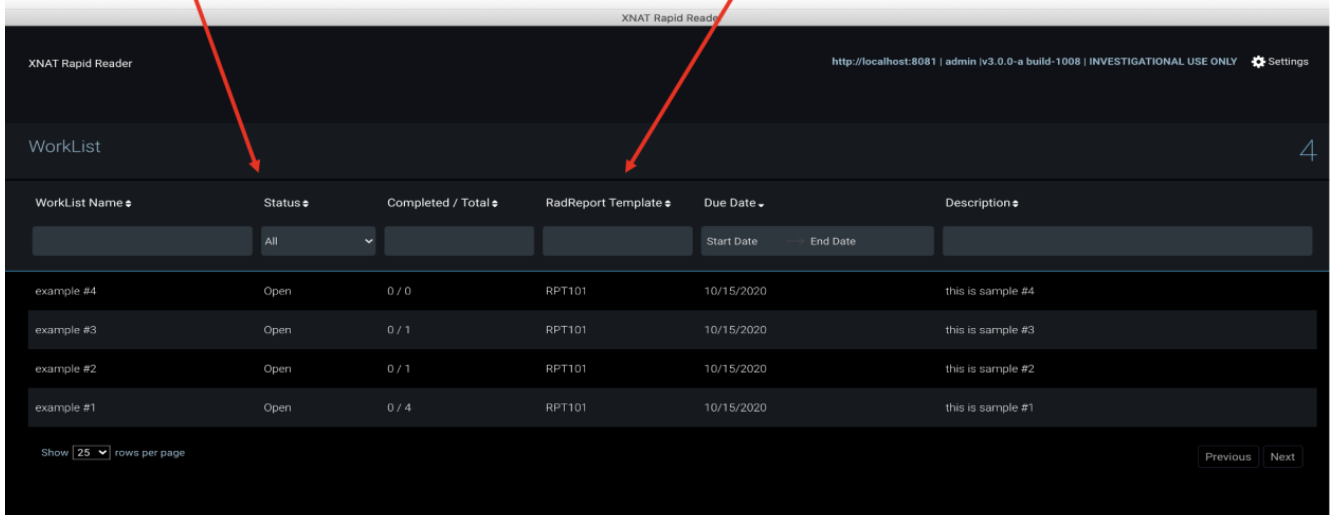 XNAT Rapid Reader
XNAT Rapid Reader http://localhost:8081 | admin |v3.0.0-a build-1008 | INVESTIGATIONAL USE ONLY Settings
WorkList 4
WorkList Name Status Completed / Total RadReport Template Due Date Description
All Start Date → End Date
example #4 Open 0 / 0 RPT101 10/15/2020 this is sample #4
example #3 Open 0 / 1 RPT101 10/15/2020 this is sample #3
example #2 Open 0 / 1 RPT101 10/15/2020 this is sample #2
example #1 Open 0 / 4 RPT101 10/15/2020 this is sample #1
Show 25 rows per page Previous Next